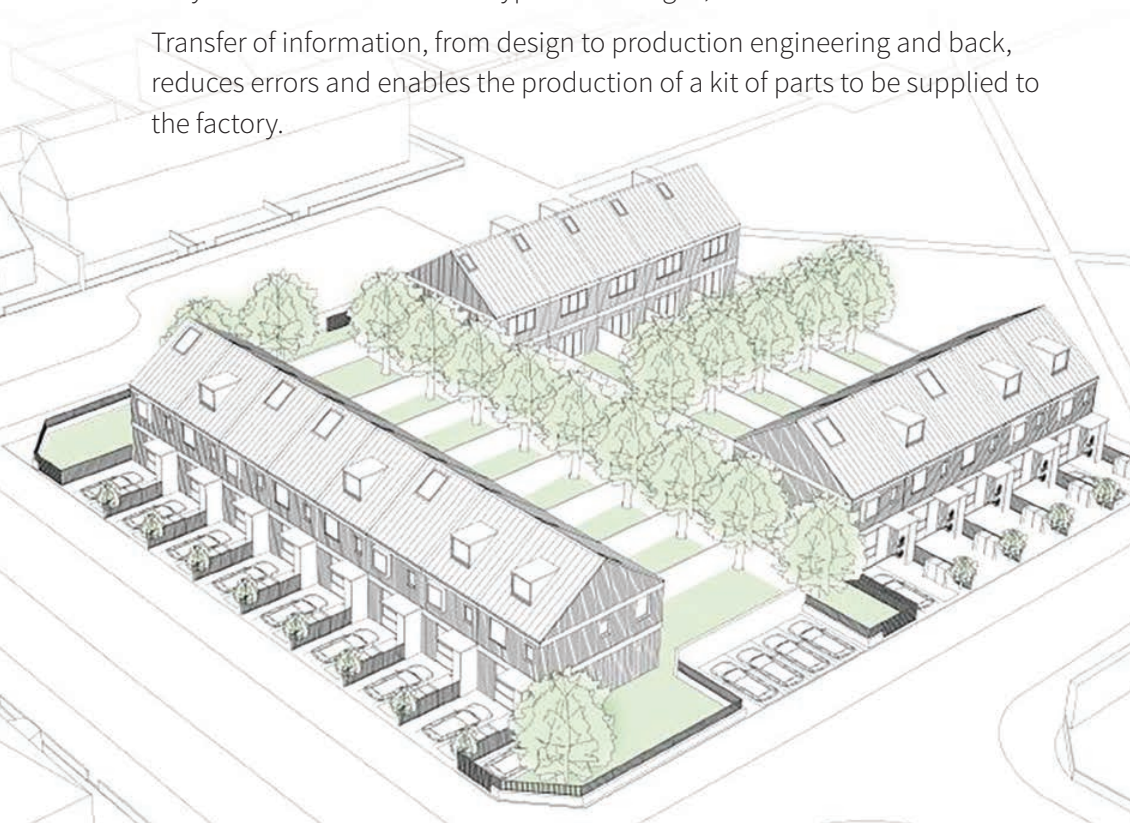 Transfer of information, from design to production engineering and back,
reduces errors and enables the production of a kit of parts to be supplied to
the factory.